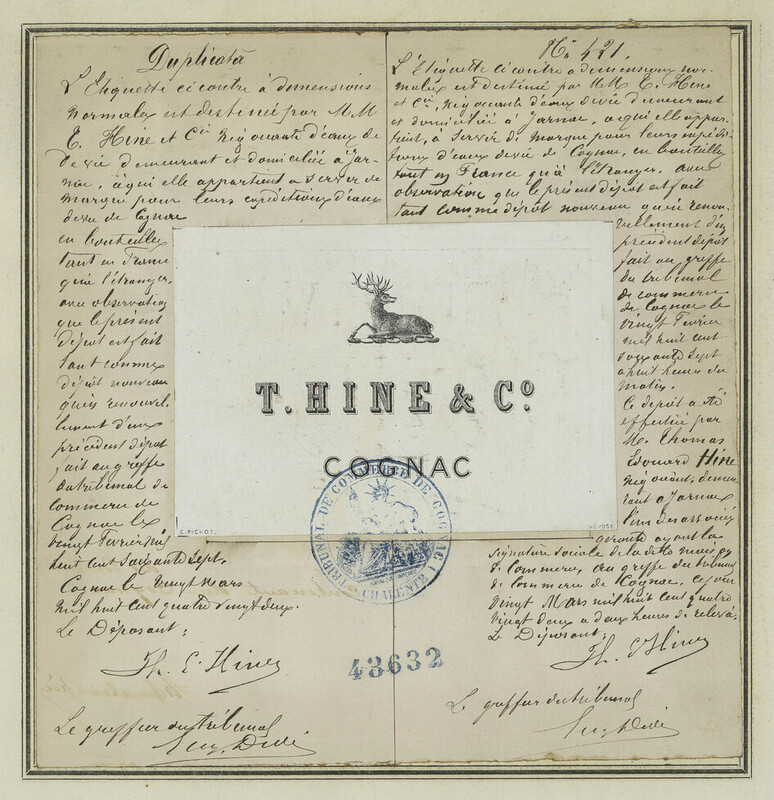 Duplicata
L'Etiquette ci contre à dimensions
normales est destinée par M.M
E. Hine et Cie Négociants d'eaux de
de vie demeurant et domiciliés à Jar-
nac, à qui elle appartient a servir de
marque pour leurs expéditions d'eaux
de vie de Cognac
en bouteilles
tant en France
qu'à l'étranger.
avec observation
que le présent
dépôt est fait
tant comme
dépôt nouveau
qu'en renouvel-
lement d'un
précédent dépôt
fait au greffe
du tribunal de
Commerce de
Cognac le
vingt Février mil
huit cent soixante sept.
Cognac le vingt Mars
mil huit cent quatre vingt deux.
Le Déposant:
Th. E. Hine
Le greffier du tribunal
No. 421.
L'Etiquette ci contre a dimensions nor-
males est destinée par MM. E. Hine
et Cie, Négociants d'eaux de vie demeurant
et domiciliés à Jarnac, a qui elle appar-
tient, à servir de marque pour leurs expédi-
tions d'eaux de vie de Cognac, en bouteilles
tant en France qu'à l'étranger. avec
observation que le présent dépôt est fait
tant comme dépôt nouveau qu'en renou-
vellement d'un
précédent dépôt
fait au greffe
du tribunal
de commerce
de Cognac le
vingt Février
mil huit cent
soixante sept
a huit heures du
matin.
Ce dépôt a été
effectué par
M. Thomas
Edouard Hine
Négociant, demeu-
rant a Jarnac
l'un des associés
gérants ayant la
signature sociale de la dite maison
de Commerce. Au greffe du tribunal
de Commerce de Cognac, ce jour
vingt Mars mil huit cent quatre
vingt deux a deux heures de relevée.
Le Déposant:
Th. E Hine
Le greffier du tribunal
T. HINE & Co.
COGNAC
TRIBUNAL DE COMMERCE DE COGNAC
CHARENTE
43632